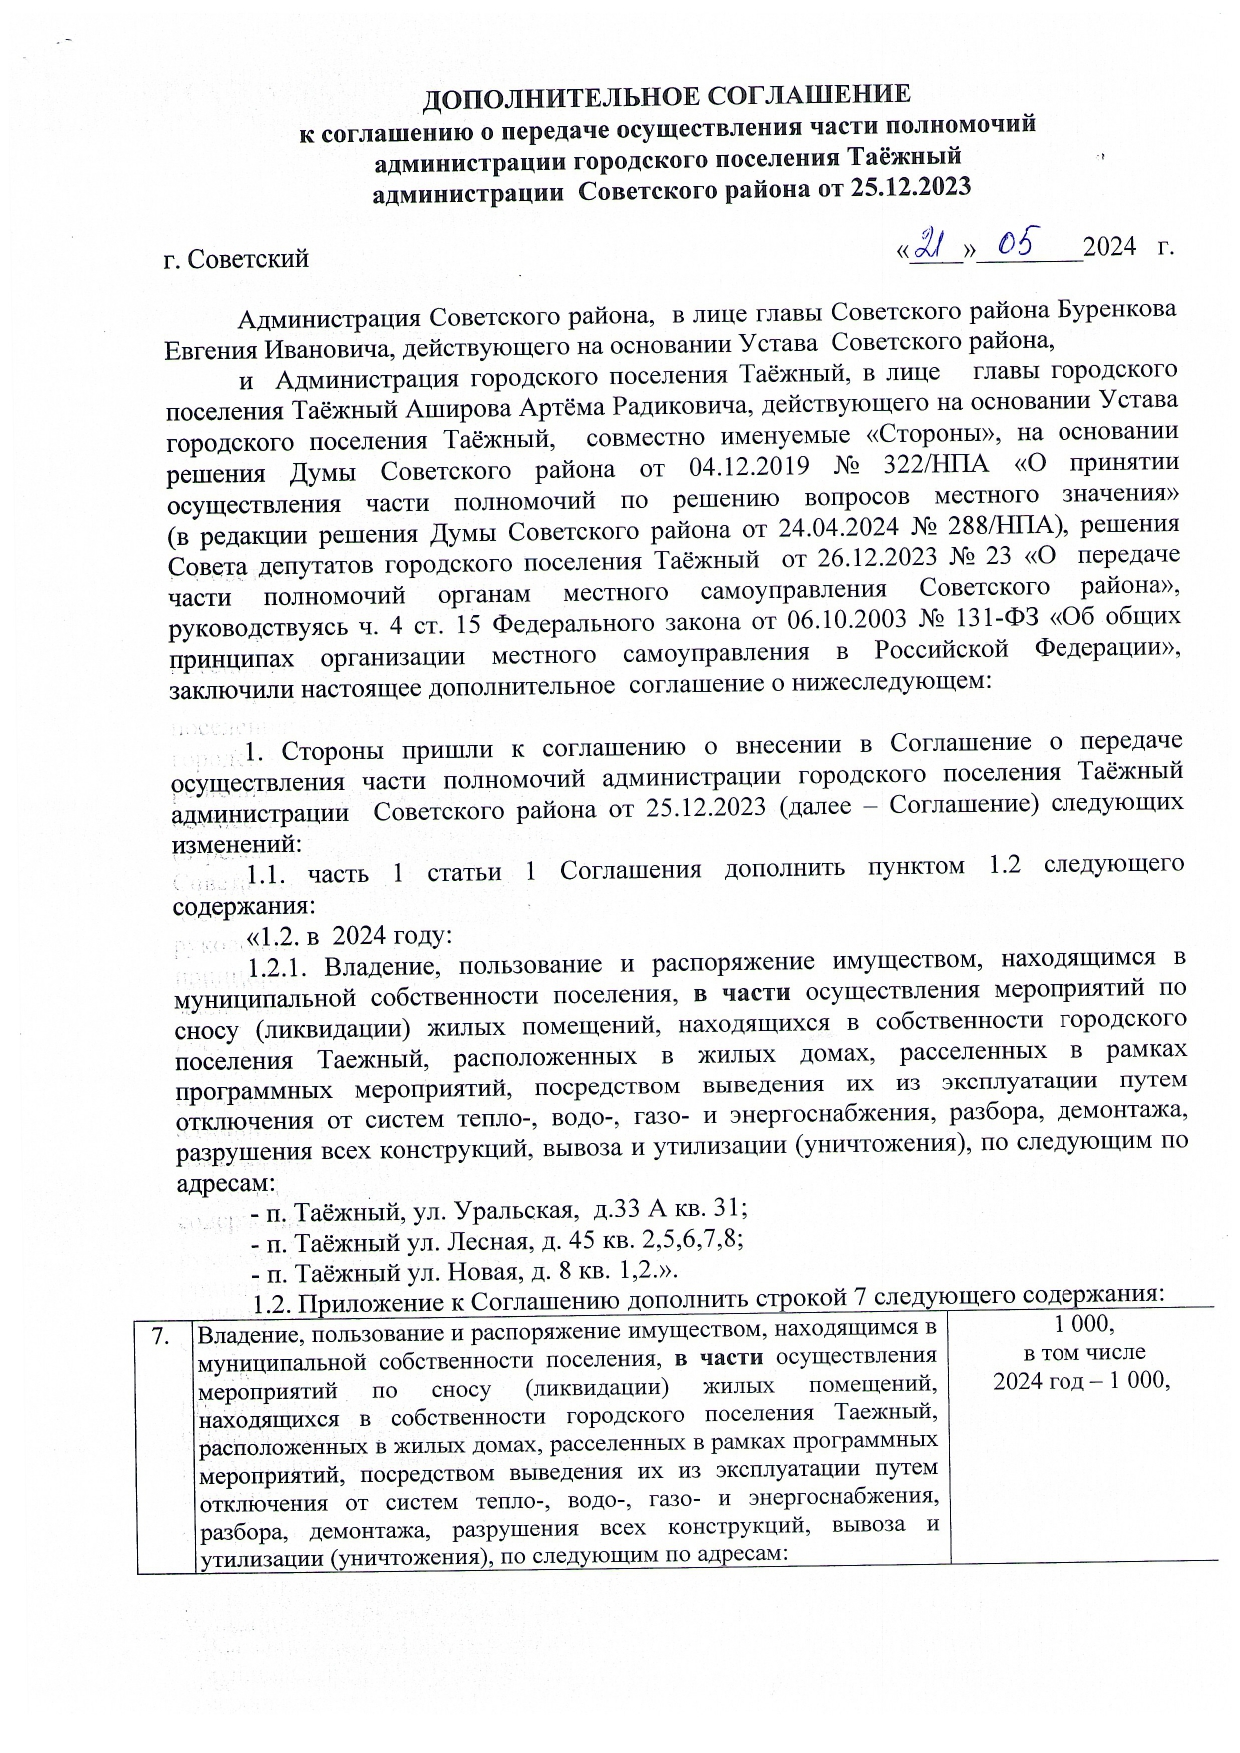 ДОПОЛНИТЕЛЬНОЕ СОГЛАШЕНИЕ
к соглашению о передаче осуществления части полномочий
администрации городского поселения Таёжный
администрации Советского района от 25.12.2023
г. Советский «21» 05 2024 г.
Администрация Советского района, в лице главы Советского района Буренкова
Евгения Ивановича, действующего на основании Устава Советского района,
и Администрация городского поселения Таёжный, в лице главы городского
поселения Таёжный Аширова Артёма Радиковича, действующего на основании Устава
городского поселения Таёжный, совместно именуемые «Стороны», на основании
решения Думы Советского района от 04.12.2019 № 322/НПА «О принятии
осуществления части полномочий по решению вопросов местного значения»
(в редакции решения Думы Советского района от 24.04.2024 № 288/НПА), решения
Совета депутатов городского поселения Таёжный от 26.12.2023 № 23 «О передаче
части полномочий органам местного самоуправления Советского района»,
руководствуясь ч. 4 ст. 15 Федерального закона от 06.10.2003 № 131-ФЗ «Об общих
принципах организации местного самоуправления в Российской Федерации»,
заключили настоящее дополнительное соглашение о нижеследующем:
1. Стороны пришли к соглашению о внесении в Соглашение о передаче
осуществления части полномочий администрации городского поселения Таёжный
администрации Советского района от 25.12.2023 (далее – Соглашение) следующих
изменений:
1.1. часть 1 статьи 1 Соглашения дополнить пунктом 1.2 следующего
содержания:
«1.2. в 2024 году:
1.2.1. Владение, пользование и распоряжение имуществом, находящимся в
муниципальной собственности поселения, в части осуществления мероприятий по
сносу (ликвидации) жилых помещений, находящихся в собственности городского
поселения Таежный, расположенных в жилых домах, расселенных в рамках
программных мероприятий, посредством выведения их из эксплуатации путем
отключения от систем тепло-, водо-, газо- и энергоснабжения, разбора, демонтажа,
разрушения всех конструкций, вывоза и утилизации (уничтожения), по следующим по
адресам:
- п. Таёжный, ул. Уральская, д.33 А кв. 31;
- п. Таёжный ул. Лесная, д. 45 кв. 2,5,6,7,8;
- п. Таёжный ул. Новая, д. 8 кв. 1,2.».
1.2. Приложение к Соглашению дополнить строкой 7 следующего содержания:
7. Владение, пользование и распоряжение имуществом, находящимся в
муниципальной собственности поселения, в части осуществления
мероприятий по сносу (ликвидации) жилых помещений,
находящихся в собственности городского поселения Таежный,
расположенных в жилых домах, расселенных в рамках программных
мероприятий, посредством выведения их из эксплуатации путем
отключения от систем тепло-, водо-, газо- и энергоснабжения,
разбора, демонтажа, разрушения всех конструкций, вывоза и
утилизации (уничтожения), по следующим по адресам:
1 000,
в том числе
2024 год – 1 000,